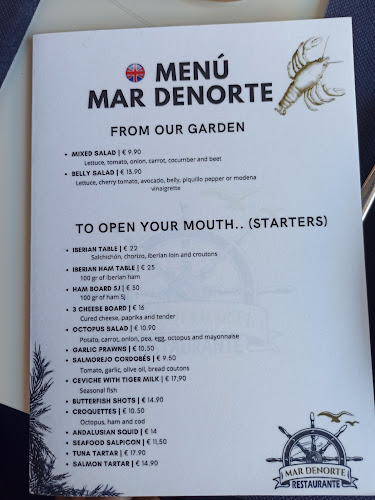 MENÚ
MAR DENORTE
FROM OUR GARDEN
• MIXED SALAD | € 9.90
Lettuce, tomato, onion, carrot, cocumber and beet
• BELLY SALAD | € 13.90
Lettuce, cherry tomato, avocado, belly, piquillo pepper or modena
vinaigrette
TO OPEN YOUR MOUTH.. (STARTERS)
• IBERIAN TABLE | € 22
Salchichón, chorizo, iberian loin and croutons
• IBERIAN HAM TABLE | € 25
100 gr of iberian ham
• HAM BOARD 5J | € 30
100 gr of ham 5J
• 3 CHEESE BOARD | € 16
Cured cheese, paprika and tender
• OCTOPUS SALAD | € 10.90
Potato, carrot, onion, pea, egg, octopus and mayonnaise
• GARLIC PRAWNS | € 10.50
• SALMOREJO CORDOBÉS | € 9.50
Tomato, garlic, olive oil, bread coutons
• CEVICHE WITH TIGER MILK | € 17,90
Seasonal fish
• BUTTERFISH SHOTS | € 14.90
• CROQUETTES | € 10.50
Octopus, ham and cod
• ANDALUSIAN SQUID | € 14
• SEAFOOD SALPICON | € 11,50
• TUNA TARTAR | € 17.90
• SALMON TARTAR | € 14,90
MAR DENORTE
RESTAURANTE